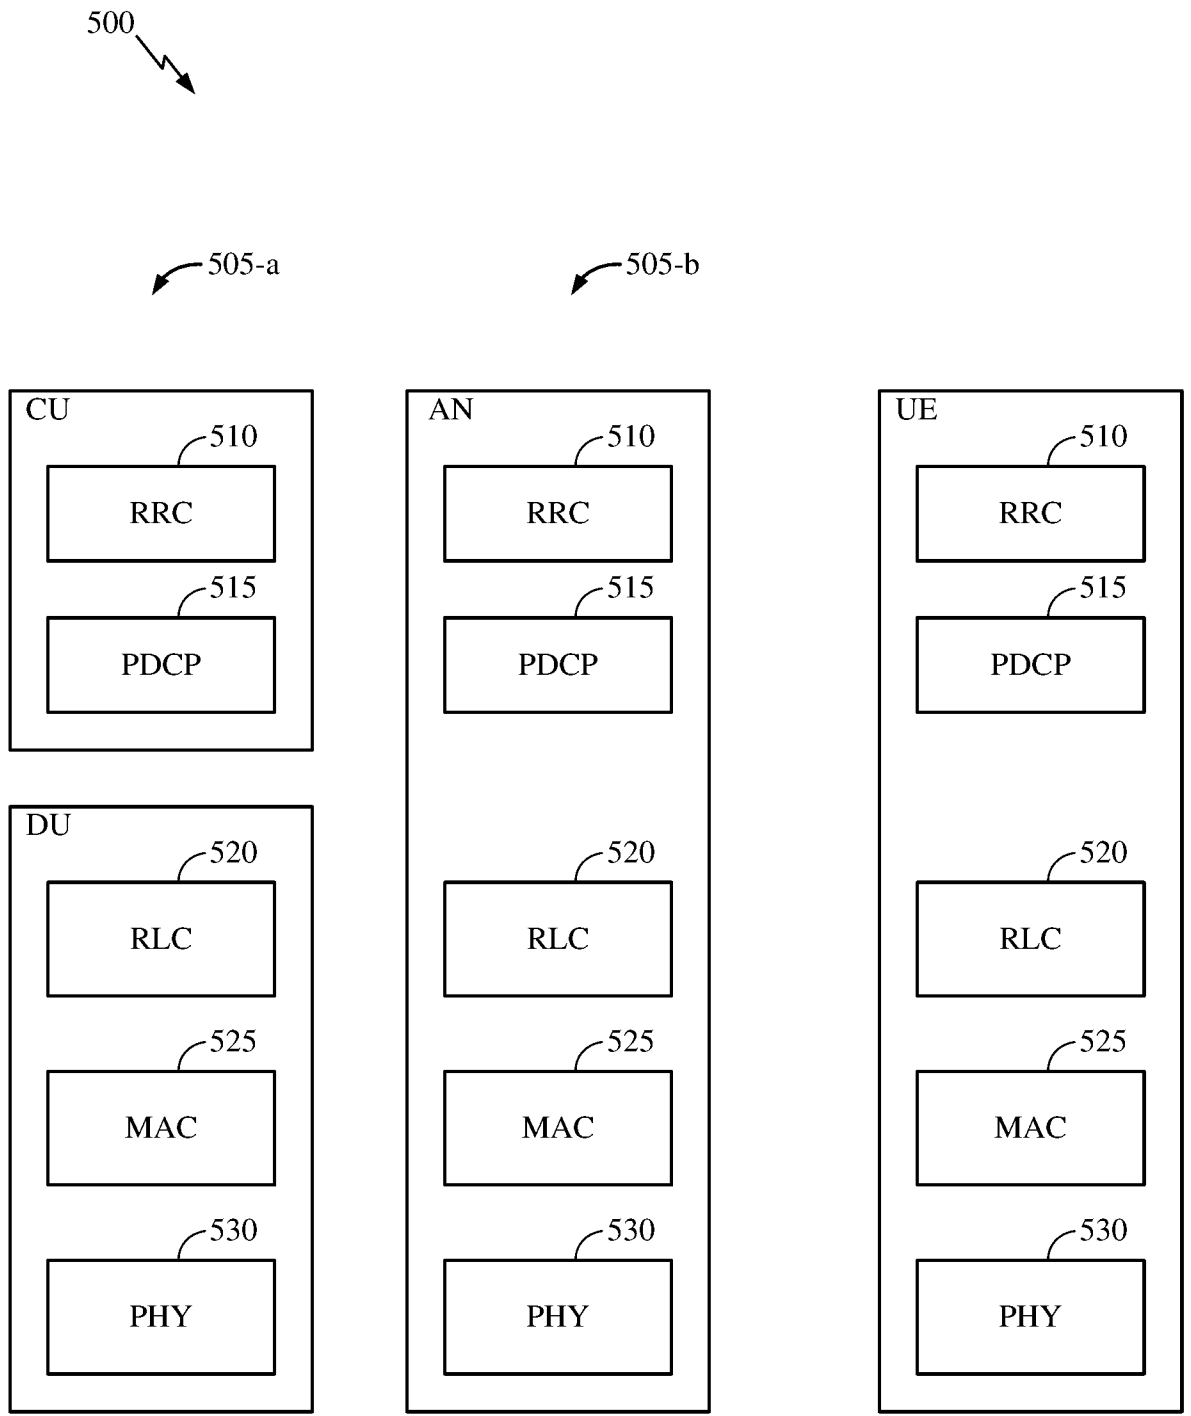 500
505-a 505-b
CU AN UE
510 510 510
RRC RRC RRC
515 515 515
PDCP PDCP PDCP
DU
520 520 520
RLC RLC RLC
525 525 525
MAC MAC MAC
530 530 530
PHY PHY PHY